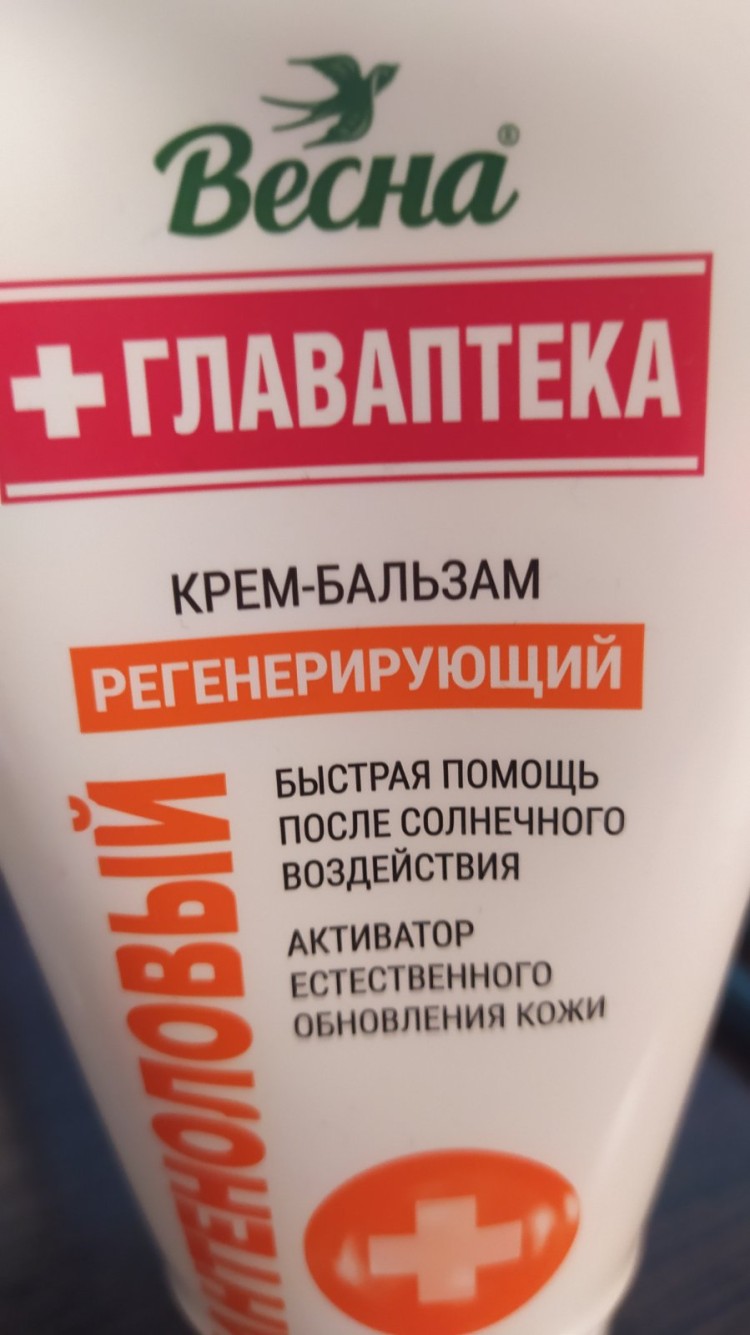 Весна®
+ГЛАВАПТЕКА
КРЕМ-БАЛЬЗАМ
РЕГЕНЕРИРУЮЩИЙ
БЫСТРАЯ ПОМОЩЬ
ПОСЛЕ СОЛНЕЧНОГО
ВОЗДЕЙСТВИЯ
АКТИВАТОР
ЕСТЕСТВЕННОГО
ОБНОВЛЕНИЯ КОЖИ